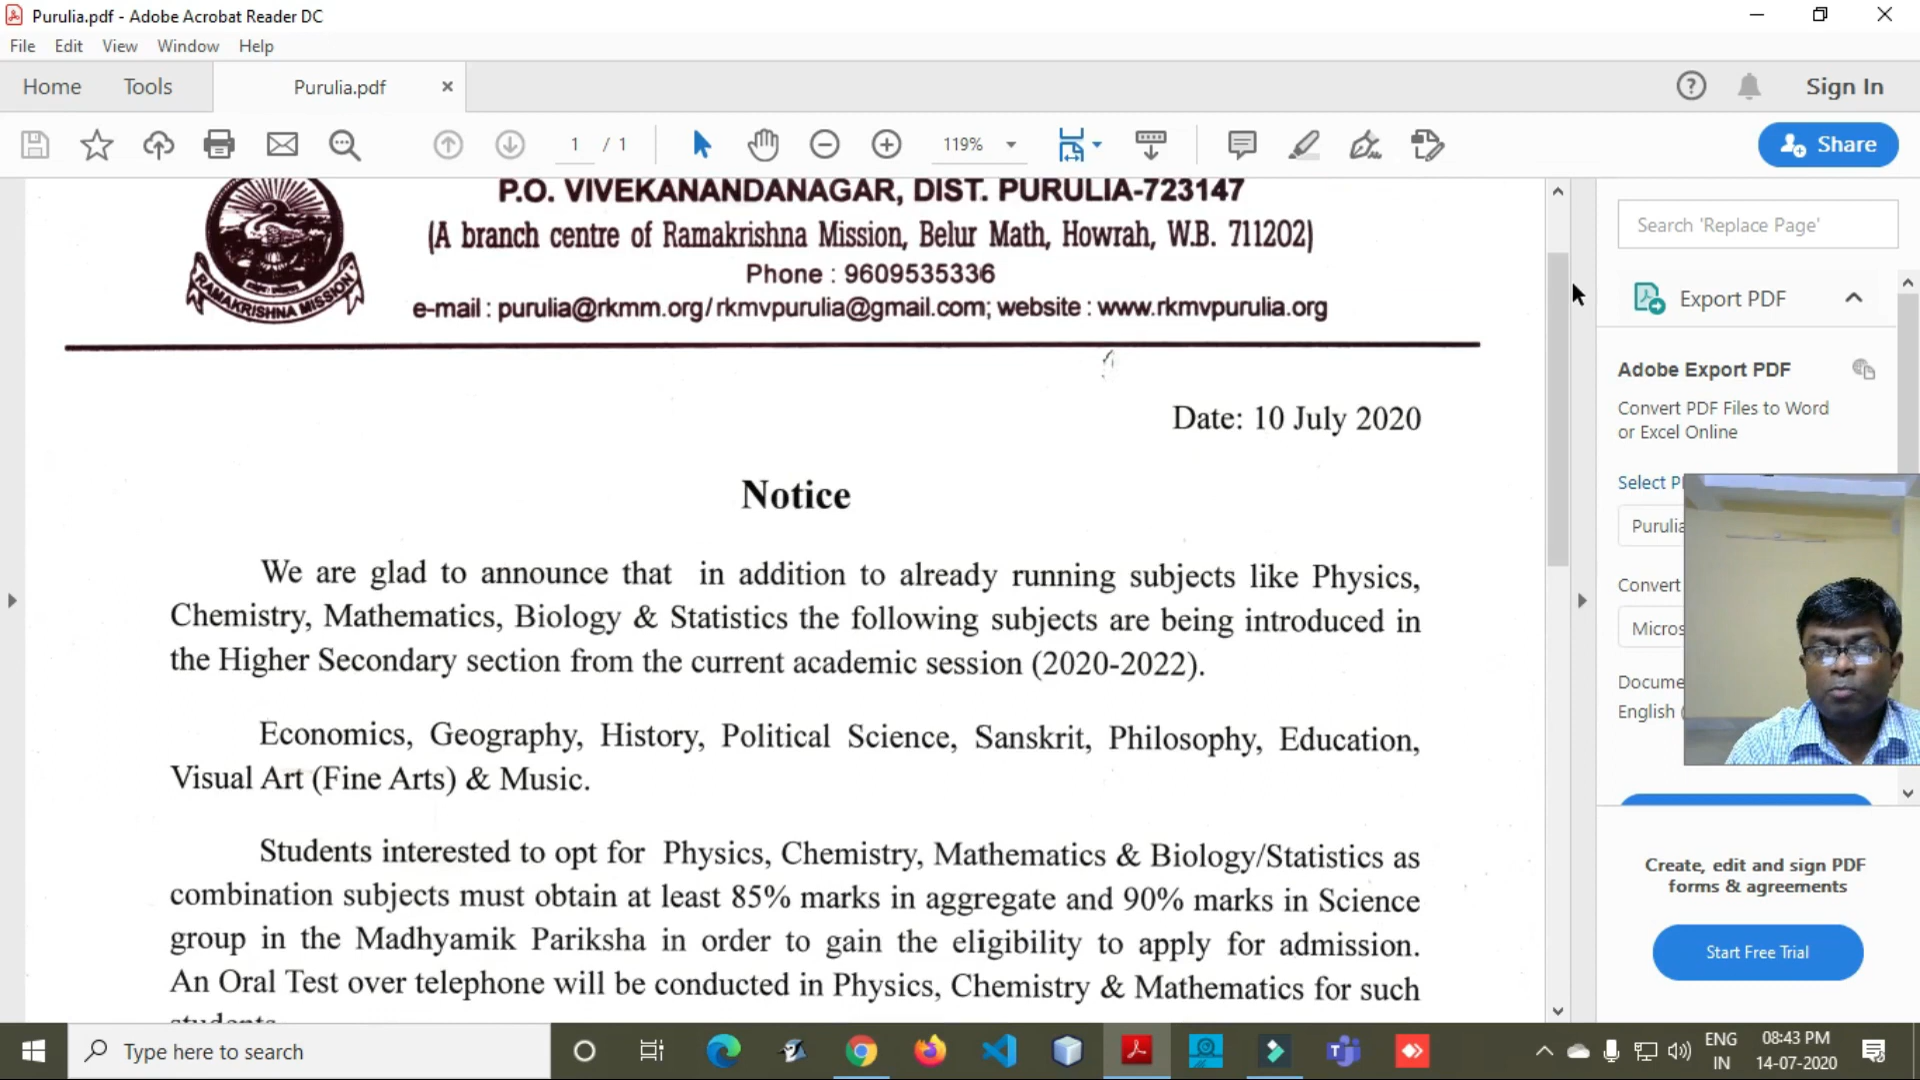 Purulia.pdf - Adobe Acrobat Reader DC
File Edit View Window Help
Home Tools Purulia.pdf Sign In
1 / 1 119% Share
P.O. VIVEKANANDANAGAR, DIST. PURULIA-723147
(A branch centre of Ramakrishna Mission, Belur Math, Howrah, W.B. 711202)
Phone : 9609535336
e-mail : purulia@rkmm.org/rkmvpurulia@gmail.com; website : www.rkmvpurulia.org
RAMAKRISHNA MISSION
Date: 10 July 2020
Notice
We are glad to announce that in addition to already running subjects like Physics,
Chemistry, Mathematics, Biology & Statistics the following subjects are being introduced in
the Higher Secondary section from the current academic session (2020-2022).
Economics, Geography, History, Political Science, Sanskrit, Philosophy, Education,
Visual Art (Fine Arts) & Music.
Students interested to opt for Physics, Chemistry, Mathematics & Biology/Statistics as
combination subjects must obtain at least 85% marks in aggregate and 90% marks in Science
group in the Madhyamik Pariksha in order to gain the eligibility to apply for admission.
An Oral Test over telephone will be conducted in Physics, Chemistry & Mathematics for such
Search 'Replace Page'
Export PDF
Adobe Export PDF
Convert PDF Files to Word
or Excel Online
Select P
Purulia
Convert
Micros
Docume
English (
Create, edit and sign PDF
forms & agreements
Start Free Trial
Type here to search
ENG 08:43 PM
IN 14-07-2020